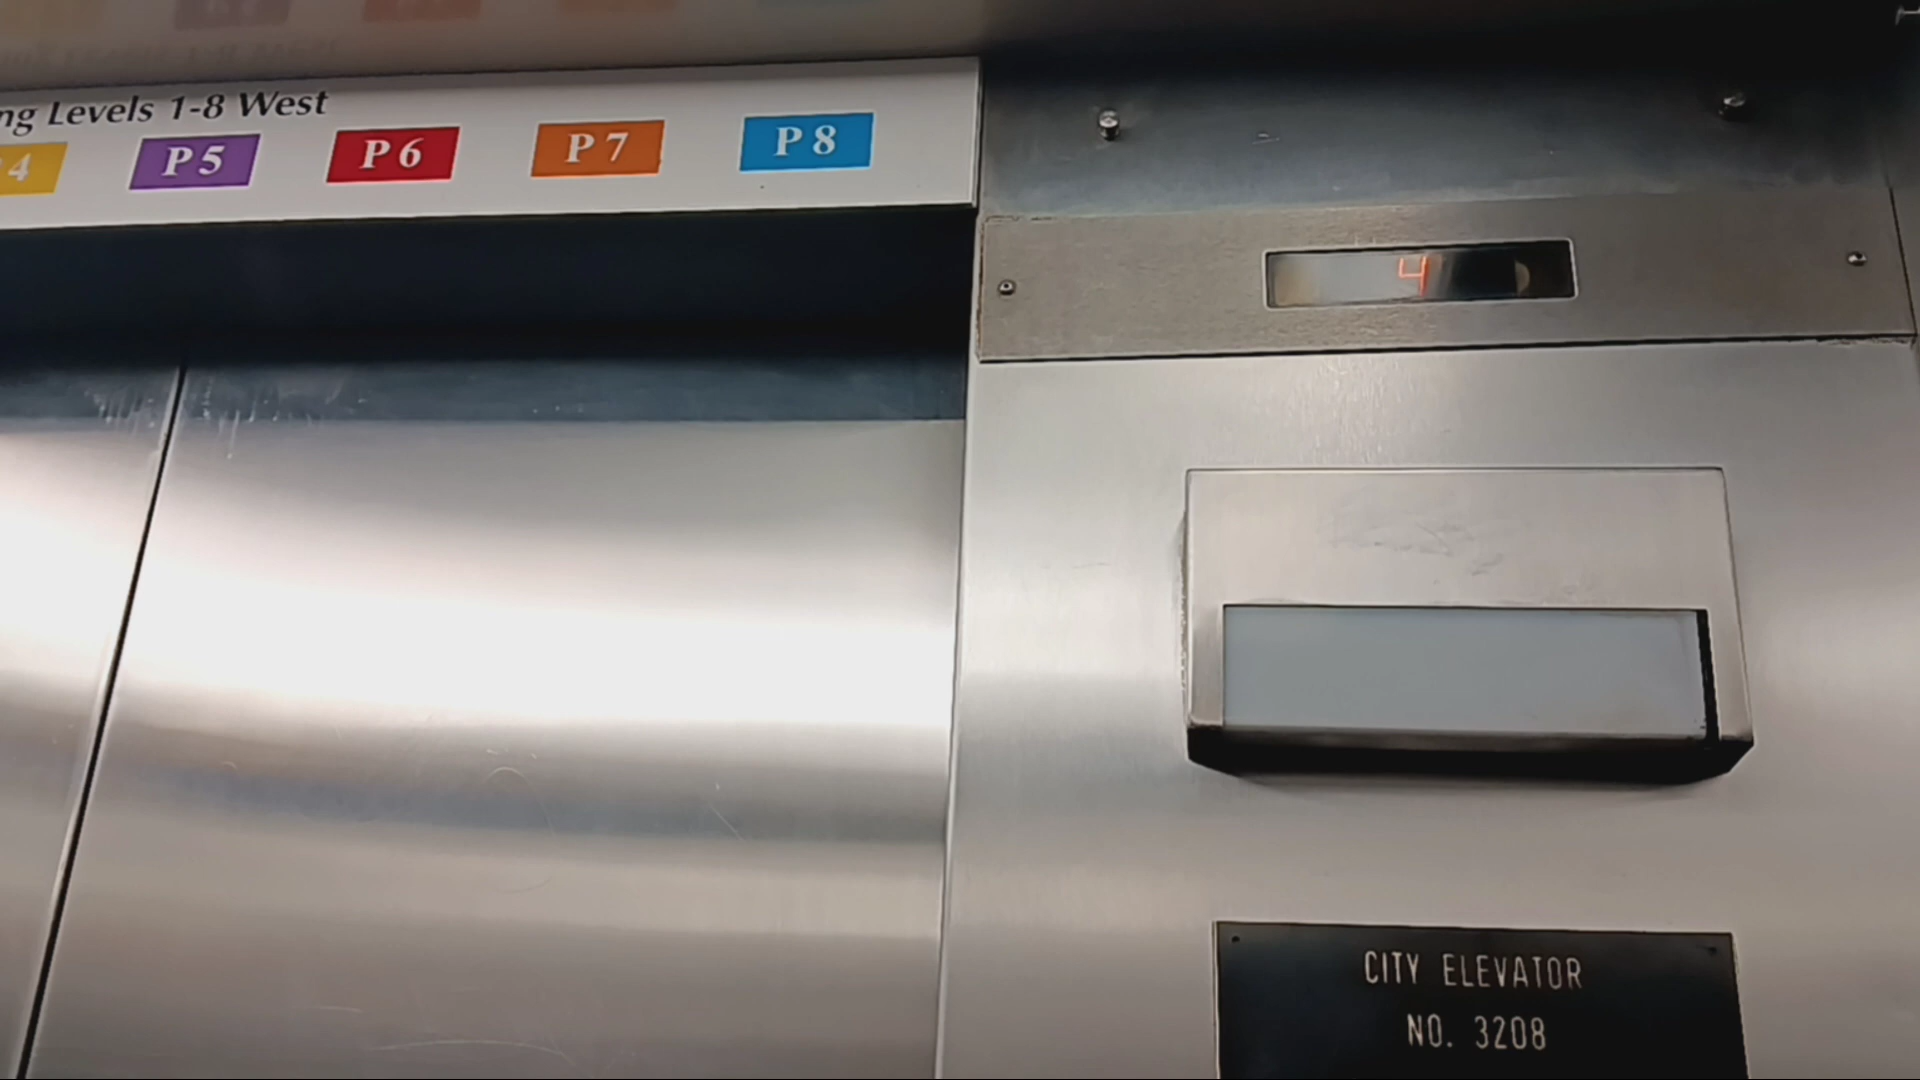 ng Levels 1-8 West
4 P5 P6 P7 P8
4
CITY ELEVATOR
NO. 3208